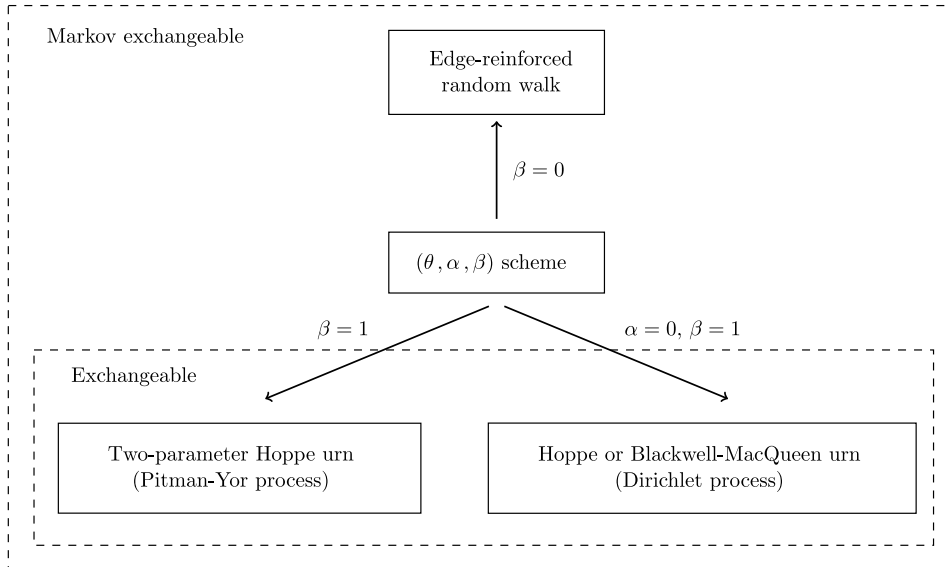 Markov exchangeable
Edge-reinforced
random walk
β = 0
(θ , α , β) scheme
β = 1
α = 0, β = 1
Exchangeable
Two-parameter Hoppe urn
(Pitman-Yor process)
Hoppe or Blackwell-MacQueen urn
(Dirichlet process)